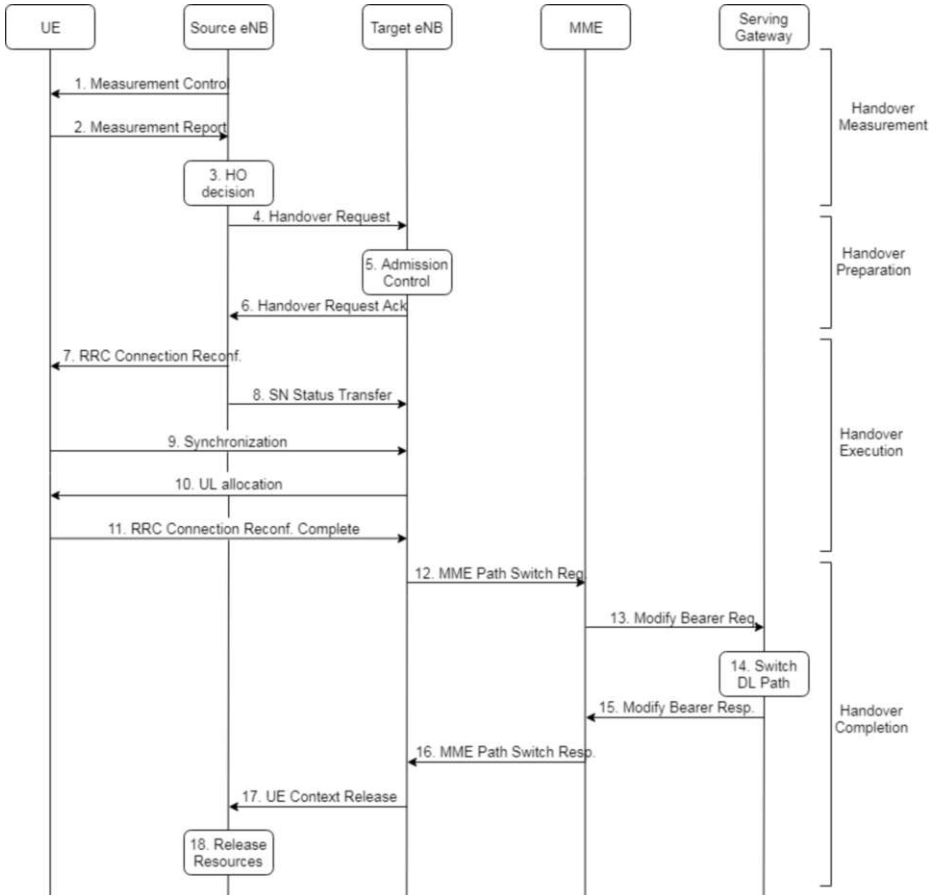 UE
Source eNB
Target eNB
MME
Serving
Gateway
1. Measurement Control
2. Measurement Report
3. HO
decision
Handover
Measurement
4. Handover Request
5. Admission
Control
6. Handover Request Ack
Handover
Preparation
7. RRC Connection Reconf.
8. SN Status Transfer
9. Synchronization
10. UL allocation
11. RRC Connection Reconf. Complete
Handover
Execution
12. MME Path Switch Req
13. Modify Bearer Req.
14. Switch
DL Path
15. Modify Bearer Resp.
16. MME Path Switch Resp.
17. UE Context Release
18. Release
Resources
Handover
Completion